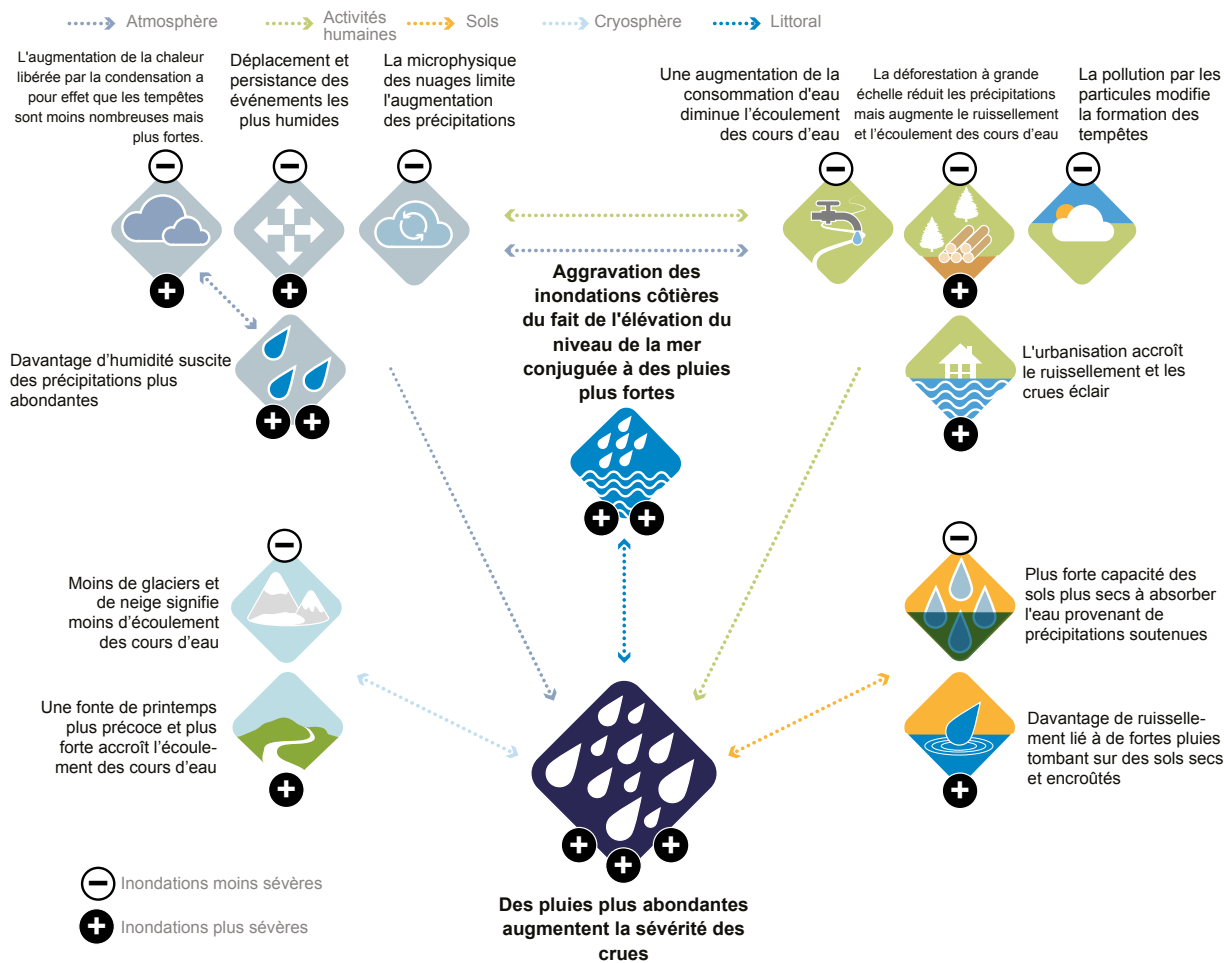 Atmosphère
Activités
humaines
Sols
Cryosphère
Littoral
L'augmentation de la chaleur
libérée par la condensation a
pour effet que les tempêtes
sont moins nombreuses mais
plus fortes.
Déplacement et
persistance des
événements les
plus humides
La microphysique
des nuages limite
l'augmentation
des précipitations
Une augmentation de la
consommation d'eau
diminue l’écoulement
des cours d’eau
La déforestation à grande
échelle réduit les précipitations
mais augmente le ruissellement
et l’écoulement des cours d’eau
La pollution par les
particules modifie
la formation des
tempêtes
Aggravation des
inondations côtières
du fait de l'élévation du
niveau de la mer
conjuguée à des pluies
plus fortes
Davantage d’humidité suscite
des précipitations plus
abondantes
L'urbanisation accroît
le ruissellement et les
crues éclair
Moins de glaciers et
de neige signifie
moins d’écoulement
des cours d'eau
Plus forte capacité des
sols plus secs à absorber
l'eau provenant de
précipitations soutenues
Une fonte de printemps
plus précoce et plus
forte accroît l’écoule-
ment des cours d’eau
Davantage de ruisselle-
ment lié à de fortes pluies
tombant sur des sols secs
et encroûtés
Inondations moins sévères
Inondations plus sévères
Des pluies plus abondantes
augmentent la sévérité des
crues